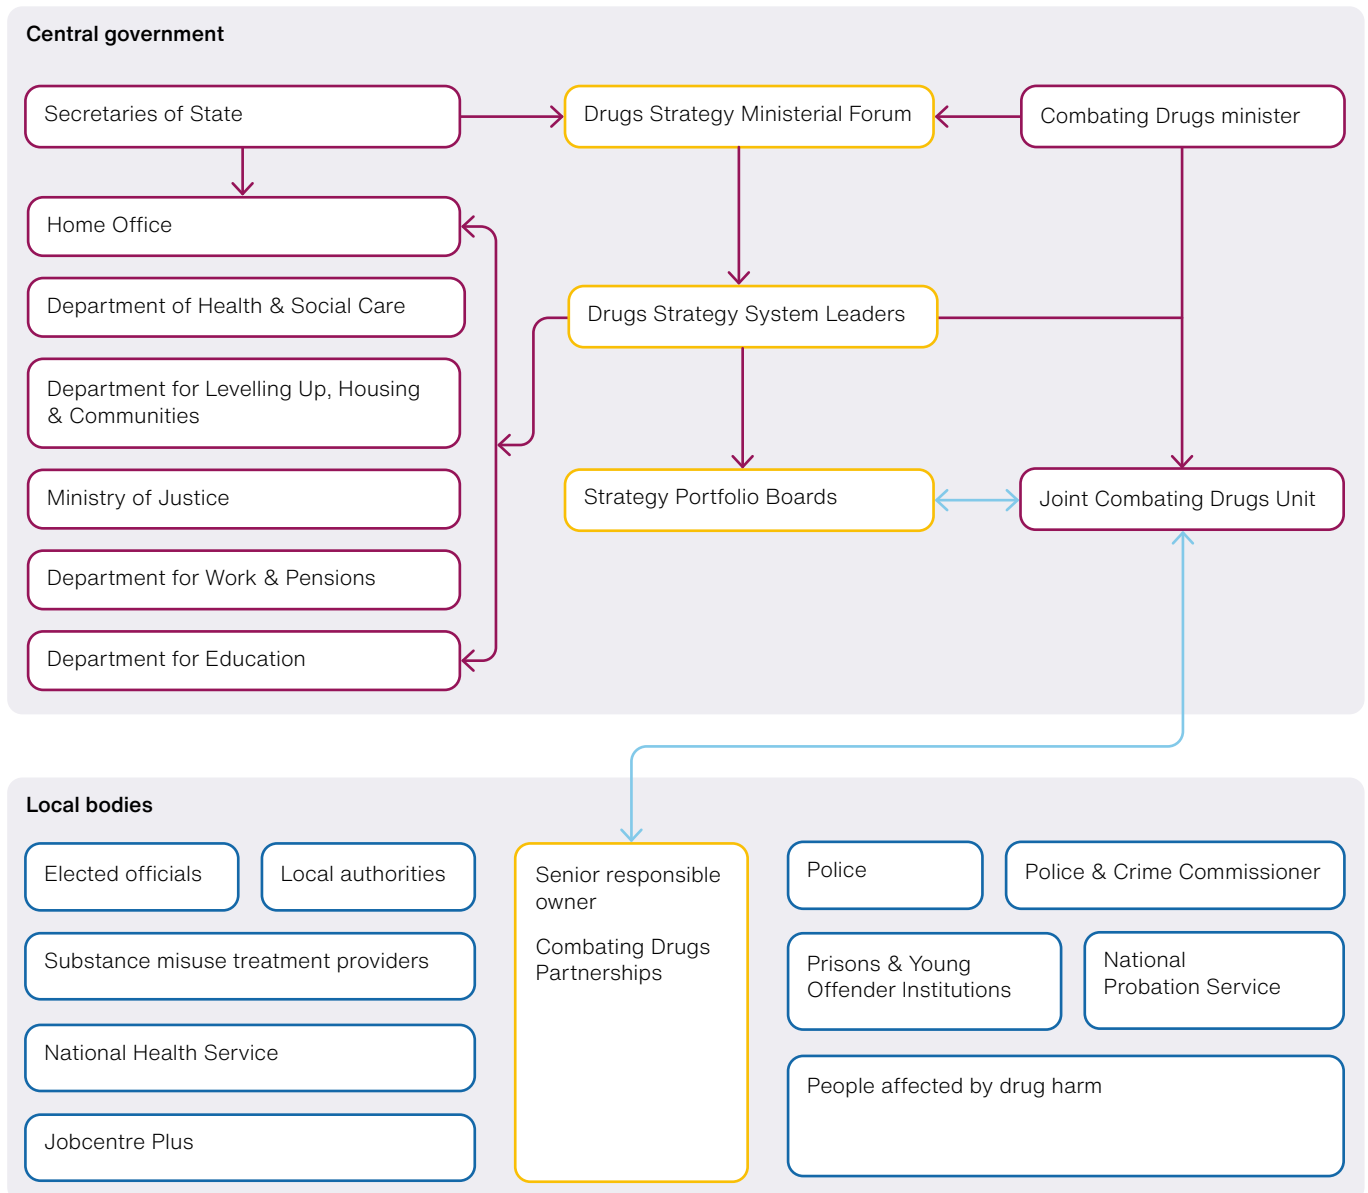 Central government
Secretaries of State
Drugs Strategy Ministerial Forum
Combating Drugs minister
Home Office
Department of Health & Social Care
Drugs Strategy System Leaders
Department for Levelling Up, Housing
& Communities
Ministry of Justice
Strategy Portfolio Boards
Joint Combating Drugs Unit
Department for Work & Pensions
Department for Education
Local bodies
Elected officials
Local authorities
Substance misuse treatment providers
National Health Service
Jobcentre Plus
Senior responsible
owner
Combating Drugs
Partnerships
Police
Police & Crime Commissioner
Prisons & Young
Offender Institutions
National
Probation Service
People affected by drug harm